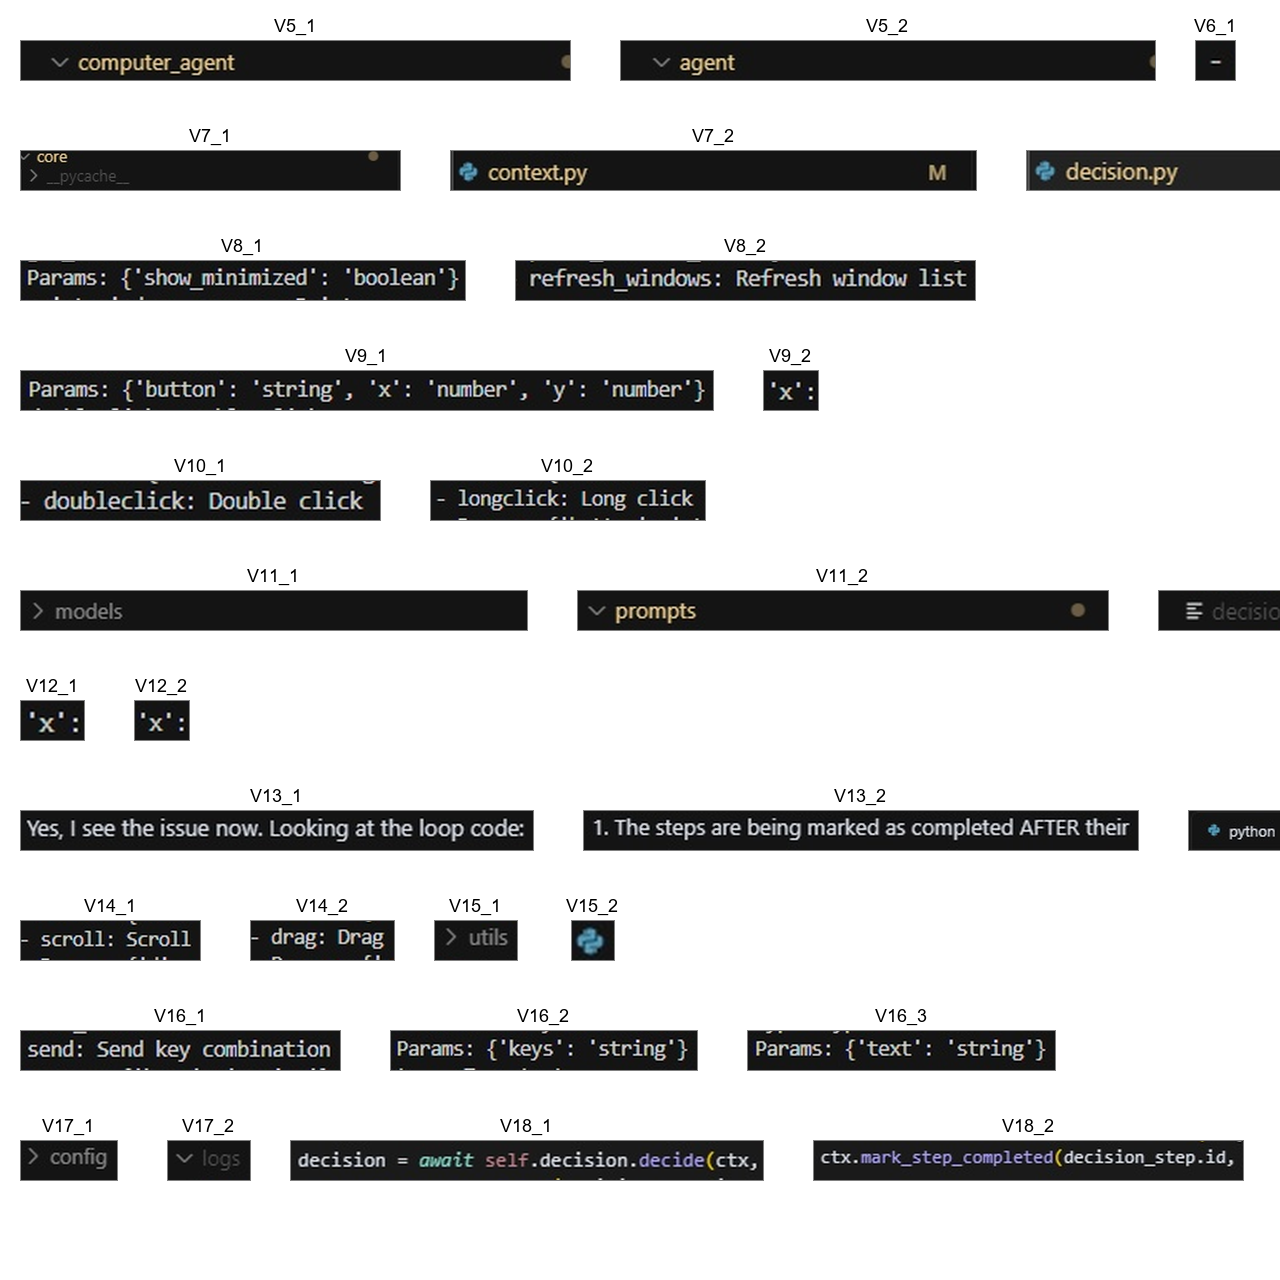 V5_1 V5_2 V6_1
computer_agent agent -
V7_1 V7_2
core
__pycache__
context.py M decision.py
V8_1 V8_2
Params: {'show_minimized': 'boolean'} refresh_windows: Refresh window list
V9_1 V9_2
Params: {'button': 'string', 'x': 'number', 'y': 'number'} 'x':
V10_1 V10_2
- doubleclick: Double click - longclick: Long click
V11_1 V11_2
models prompts decisio
V12_1 V12_2
'x': 'x':
V13_1 V13_2
Yes, I see the issue now. Looking at the loop code: 1. The steps are being marked as completed AFTER their python
V14_1 V14_2 V15_1 V15_2
- scroll: Scroll - drag: Drag utils
V16_1 V16_2 V16_3
send: Send key combination Params: {'keys': 'string'} Params: {'text': 'string'}
V17_1 V17_2 V18_1 V18_2
config logs decision = await self.decision.decide(ctx, ctx.mark_step_completed(decision_step.id,